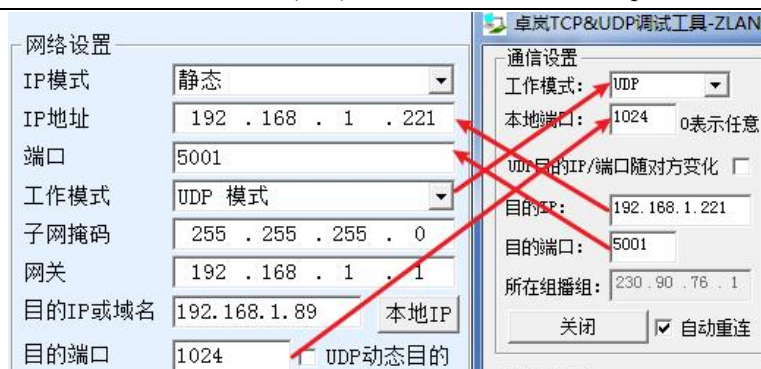 网络设置
IP模式 静态
IP地址 192 . 168 . 1 . 221
端口 5001
工作模式 UDP 模式
子网掩码 255 . 255 . 255 . 0
网关 192 . 168 . 1 . 1
目的IP或域名 192.168.1.89 本地IP
目的端口 1024 UDP动态目的
卓岚TCP&UDP调试工具-ZLAN
通信设置
工作模式: UDP
本地端口: 1024 0表示任意
UDP目的IP/端口随对方变化
目的IP: 192.168.1.221
目的端口: 5001
所在组播组: 230 . 90 . 76 . 1
关闭 自动重连